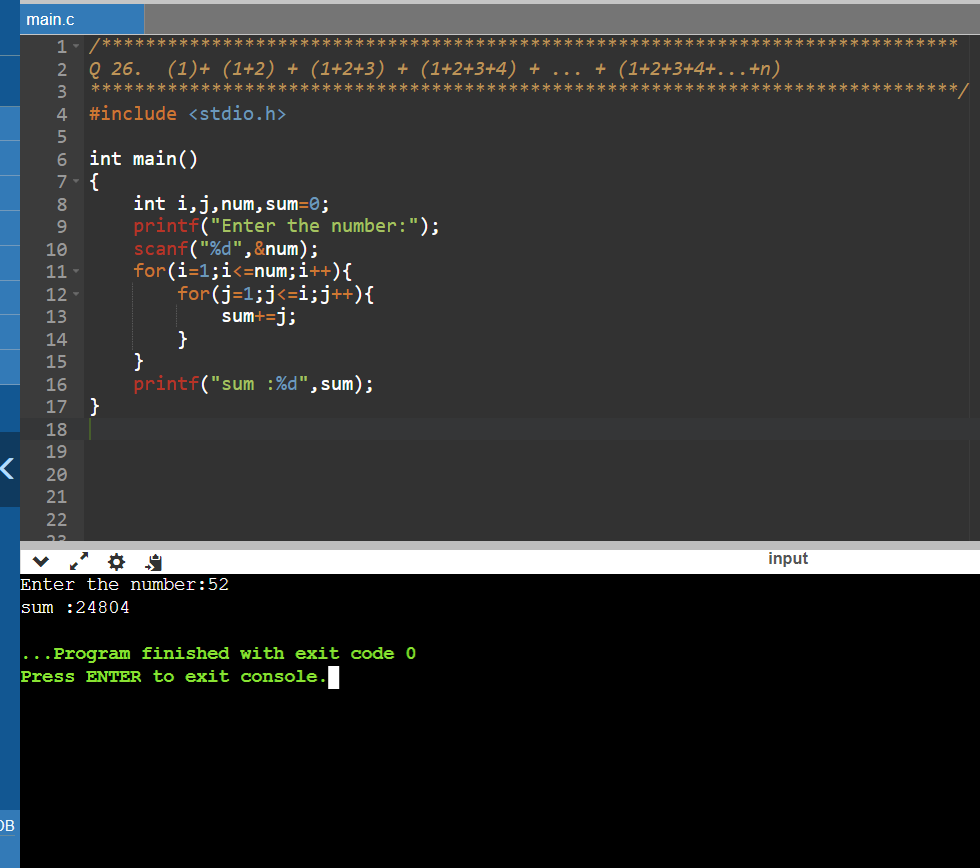 main.c
1 /******************************************************************************
2 Q 26.  (1)+ (1+2) + (1+2+3) + (1+2+3+4) + ... + (1+2+3+4+...+n)
3 *******************************************************************************/
4 #include <stdio.h>
5
6 int main()
7 {
8     int i,j,num,sum=0;
9     printf("Enter the number:");
10     scanf("%d",&num);
11     for(i=1;i<=num;i++){
12         for(j=1;j<=i;j++){
13             sum+=j;
14         }
15     }
16     printf("sum :%d",sum);
17 }
18
19
20
21
22
23
input
Enter the number:52
sum :24804
...Program finished with exit code 0
Press ENTER to exit console.
DB